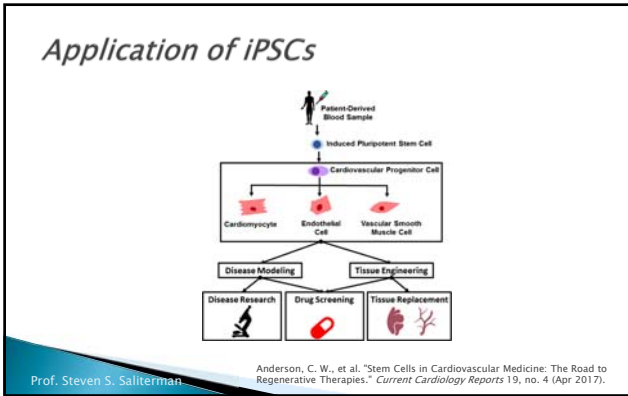 Application of iPSCs
Patient-Derived
Blood Sample
Induced Pluripotent Stem Cell
Cardiovascular Progenitor Cell
Cardiomyocyte
Endothelial
Cell
Vascular Smooth
Muscle Cell
Disease Modeling
Tissue Engineering
Disease Research
Drug Screening
Tissue Replacement
Prof. Steven S. Saliterman
Anderson, C. W., et al. "Stem Cells in Cardiovascular Medicine: The Road to
Regenerative Therapies." Current Cardiology Reports 19, no. 4 (Apr 2017).